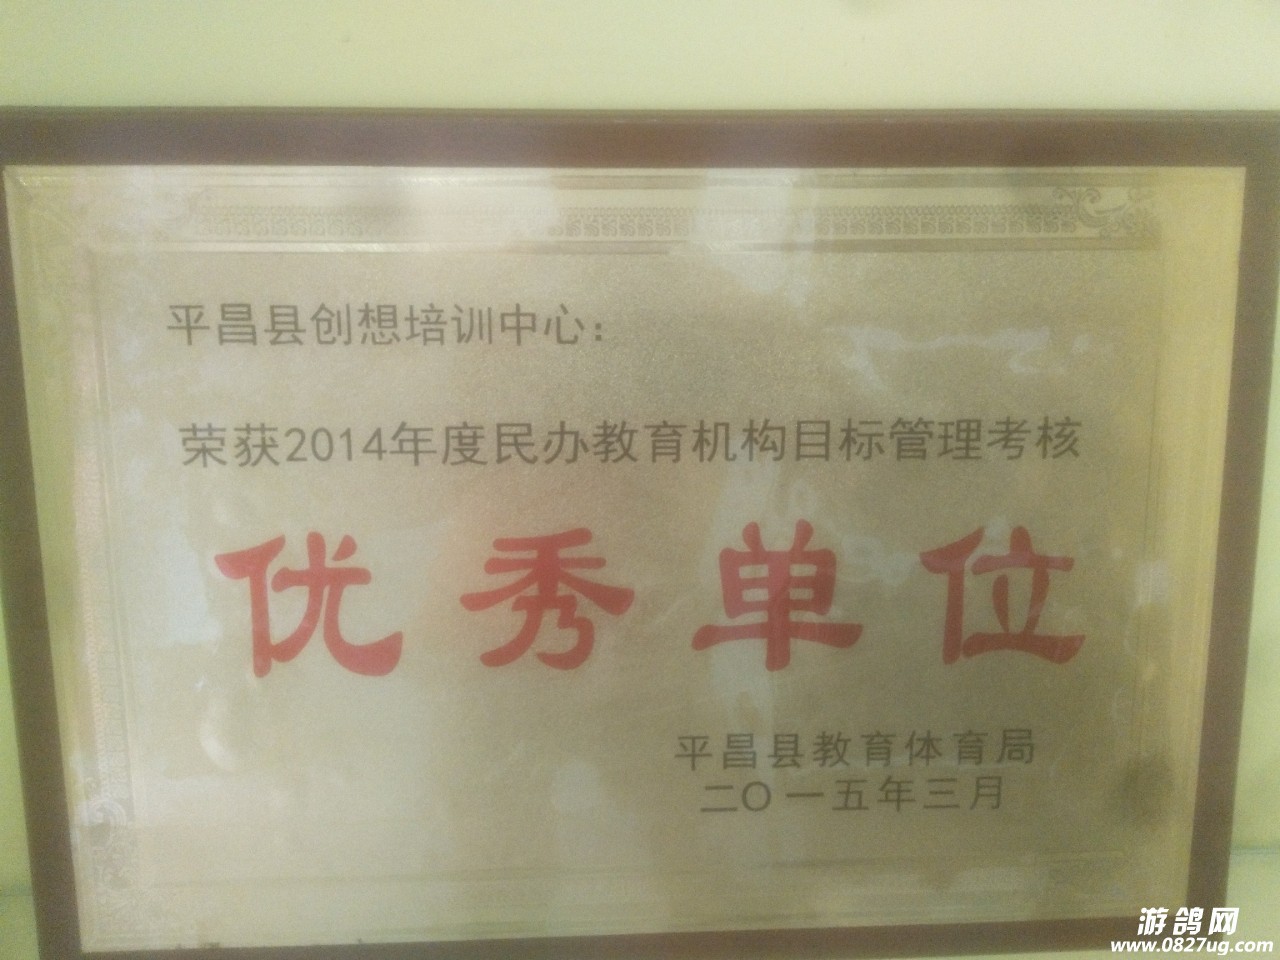 平昌县创想培训中心：
荣获2014年度民办教育机构目标管理考核
优秀单位
平昌县教育体育局
二〇一五年三月
游鸽网
www.0827ug.com